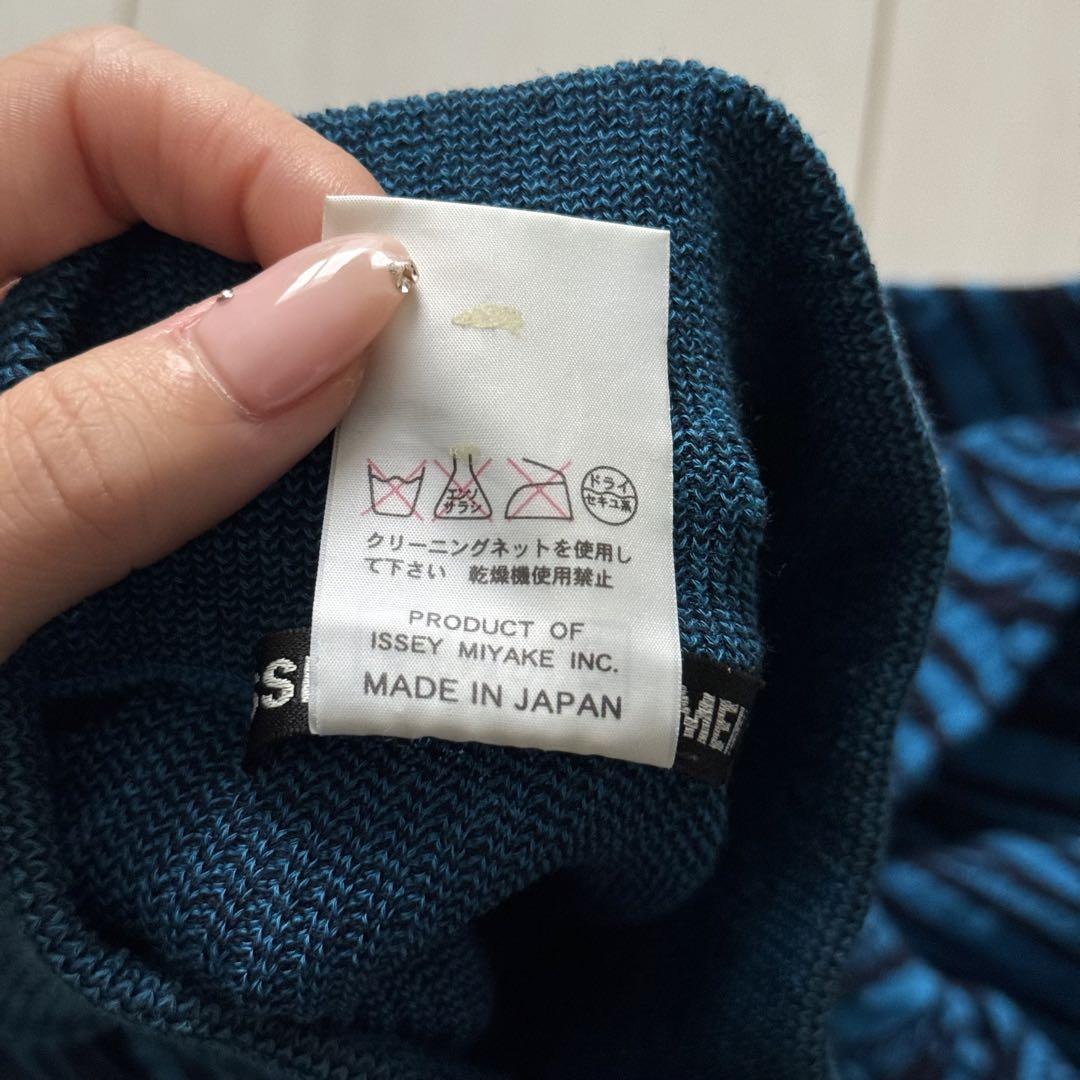 エンソ
サラシ
ドライ
セキユ系
クリーニングネットを使用し
て下さい 乾燥機使用禁止
PRODUCT OF
ISSEY MIYAKE INC.
MADE IN JAPAN